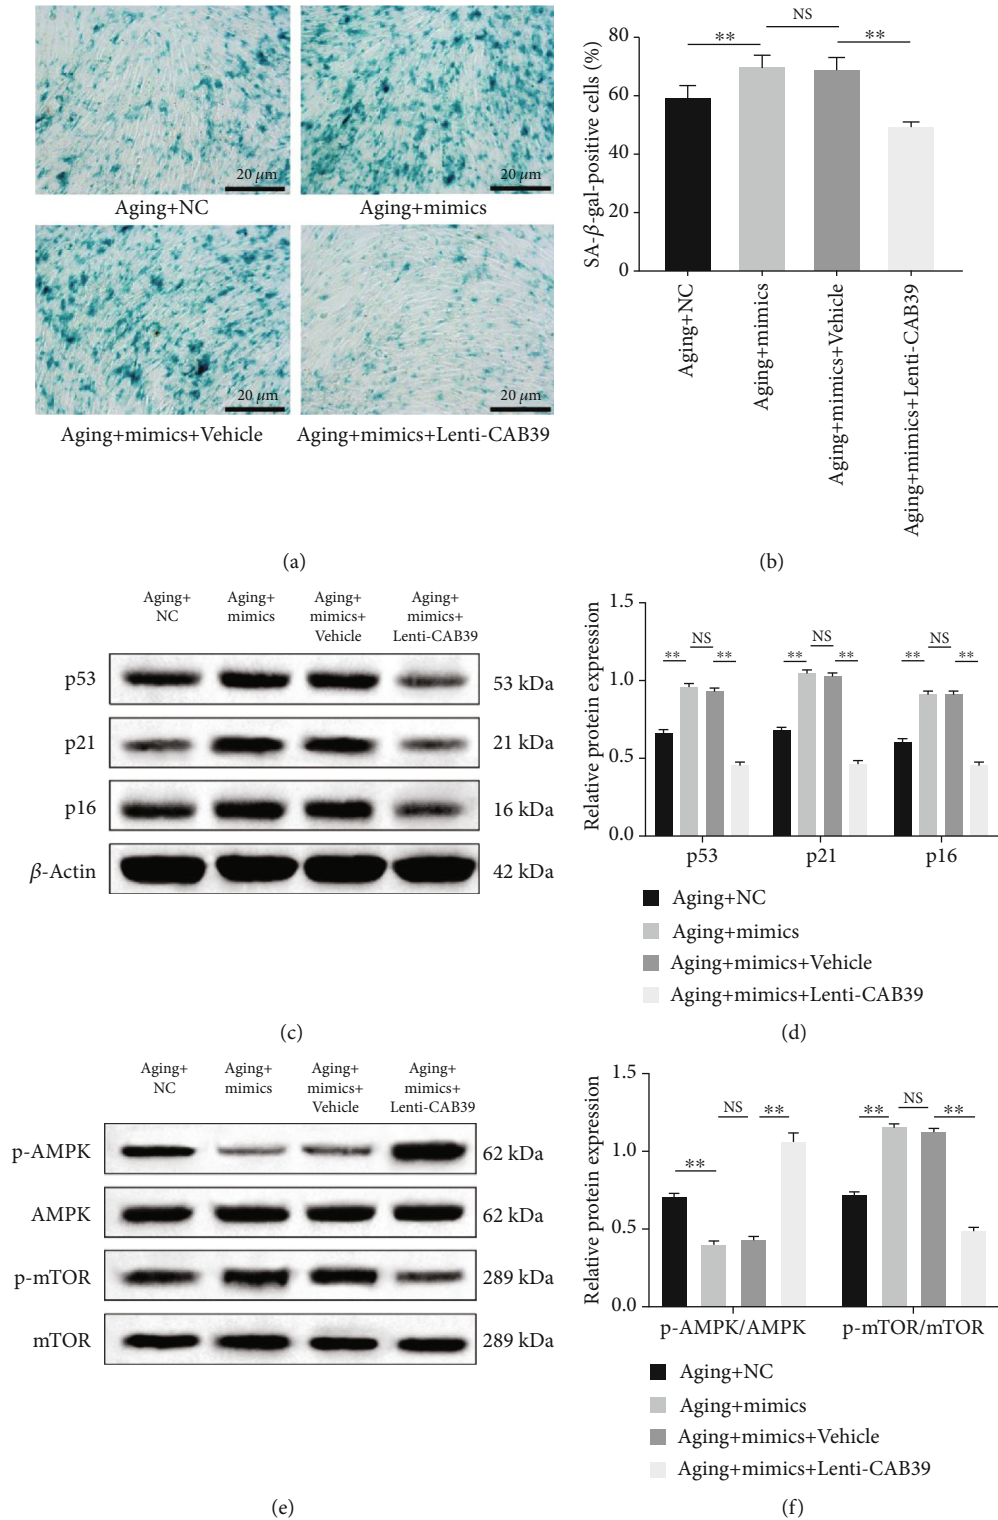 20 μm
20 μm
Aging+NC
Aging+mimics
20 μm
20 μm
Aging+mimics+Vehicle
Aging+mimics+Lenti-CAB39
(a)
SA-β-gal-positive cells (%)
80
60
40
20
0
**
NS
**
Aging+NC
Aging+mimics
Aging+mimics+Vehicle
Aging+mimics+Lenti-CAB39
(b)
Aging+
NC
Aging+
mimics
Aging+
mimics+
Vehicle
Aging+
mimics+
Lenti-CAB39
p53
53 kDa
p21
21 kDa
p16
16 kDa
β-Actin
42 kDa
(c)
Relative protein expression
1.5
1.0
0.5
0.0
** NS **
** NS **
** NS **
p53
p21
p16
Aging+NC
Aging+mimics
Aging+mimics+Vehicle
Aging+mimics+Lenti-CAB39
(d)
Aging+
NC
Aging+
mimics
Aging+
mimics+
Vehicle
Aging+
mimics+
Lenti-CAB39
p-AMPK
62 kDa
AMPK
62 kDa
p-mTOR
289 kDa
mTOR
289 kDa
(e)
Relative protein expression
1.5
1.0
0.5
0.0
** NS **
** NS **
p-AMPK/AMPK
p-mTOR/mTOR
Aging+NC
Aging+mimics
Aging+mimics+Vehicle
Aging+mimics+Lenti-CAB39
(f)